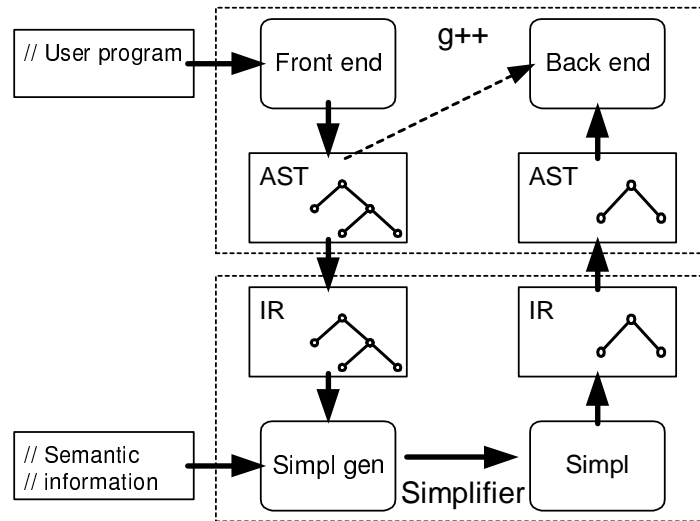 // User program
Front end
g++
Back end
AST
AST
IR
IR
// Semantic
// information
Simpl gen
Simplifier
Simpl